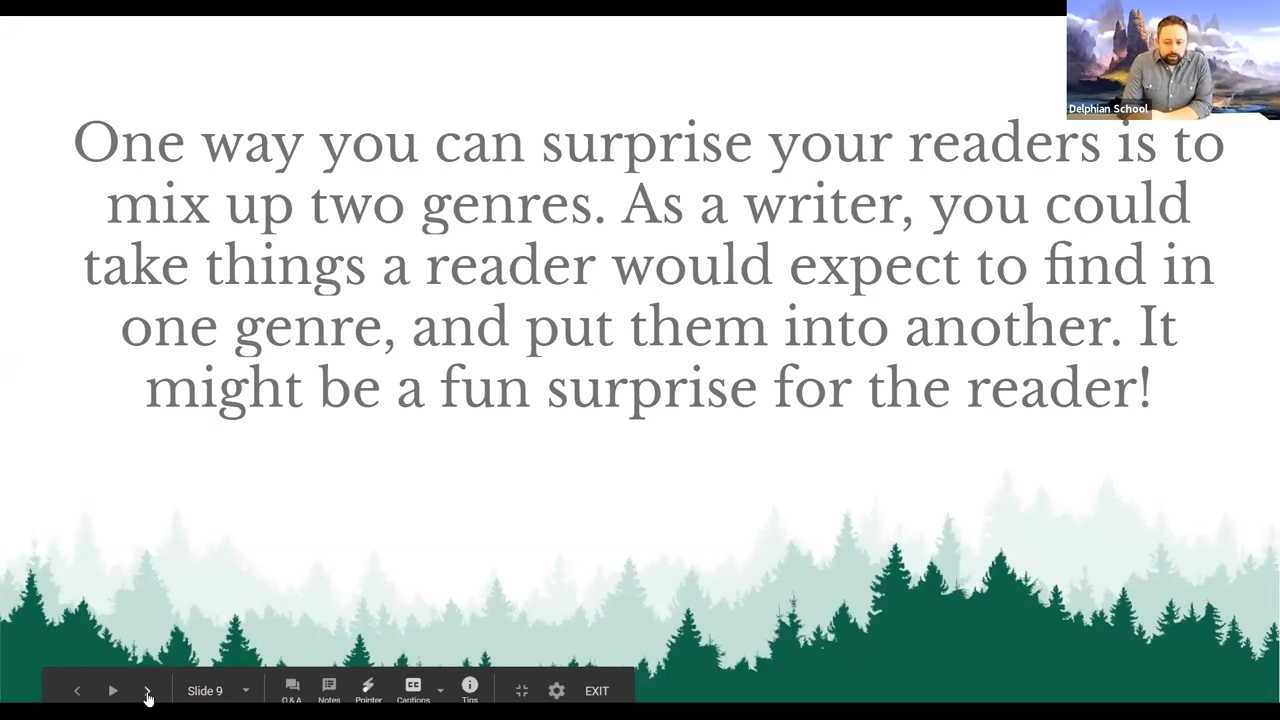 Delphian School
One way you can surprise your readers is to
mix up two genres. As a writer, you could
take things a reader would expect to find in
one genre, and put them into another. It
might be a fun surprise for the reader!
Slide 9
Q & A
Notes
Pointer
CC
Captions
Tips
EXIT